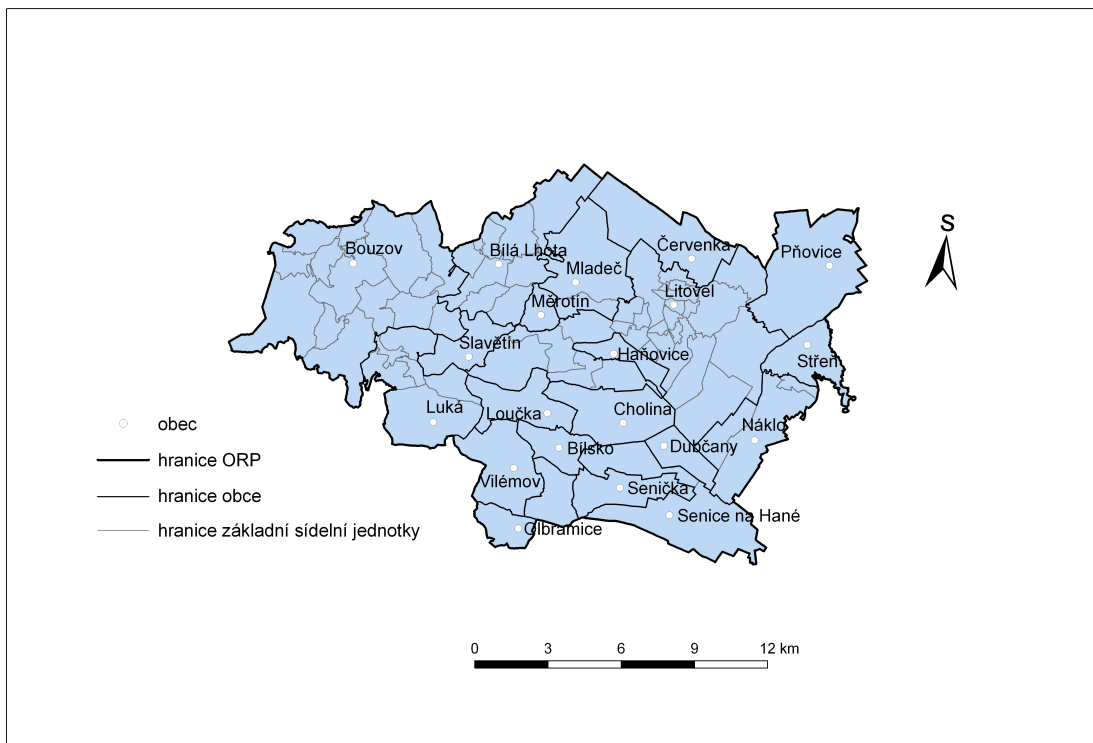 S
Bouzov
Bílá Lhota
Červenka
Pňovice
Mladeč
Litovel
Měrotín
Slavětín
Haňovice
Střeň
Luká
Loučka
Cholina
Náklo
Bílsko
Dubčany
Vilémov
Senička
Senice na Hané
Olbramice
obec
hranice ORP
hranice obce
hranice základní sídelní jednotky
0 3 6 9 12 km